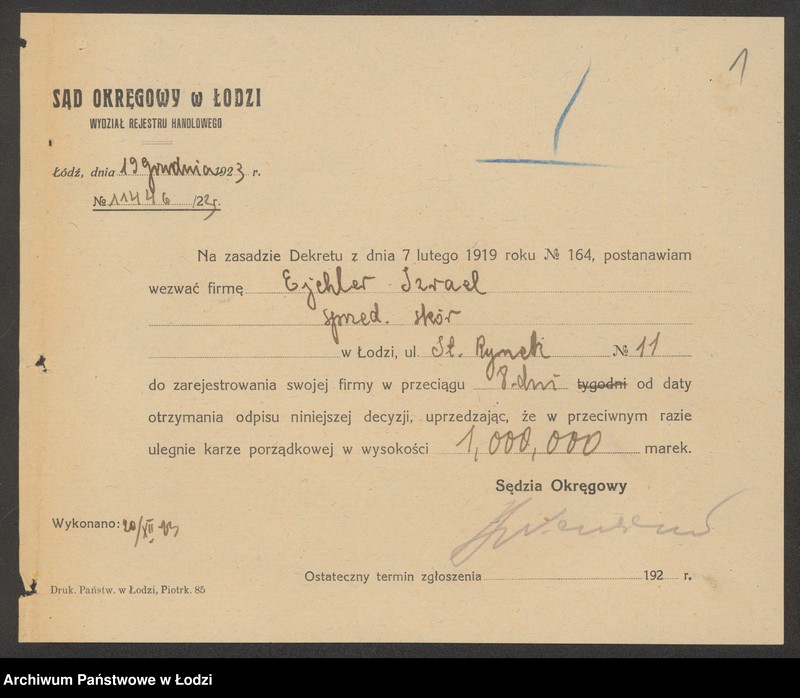 1
SĄD OKRĘGOWY w ŁODZI
WYDZIAŁ REJESTRU HANDLOWEGO
Łódź, dnia 19 grudnia 1923 r.
№ 11446 /22 r.
Na zasadzie Dekretu z dnia 7 lutego 1919 roku № 164, postanawiam
wezwać firmę Ejchler Izrael
sprzed. skór
w Łodzi, ul. St. Rynek № 11
do zarejestrowania swojej firmy w przeciągu 8-dni tygodni od daty
otrzymania odpisu niniejszej decyzji, uprzedzając, że w przeciwnym razie
ulegnie karze porządkowej w wysokości 1,000,000 marek.
Sędzia Okręgowy
Wykonano: 20/XII 23
Ostateczny termin zgłoszenia 192 r.
Druk. Państw. w Łodzi, Piotrk. 85
Archiwum Państwowe w Łodzi